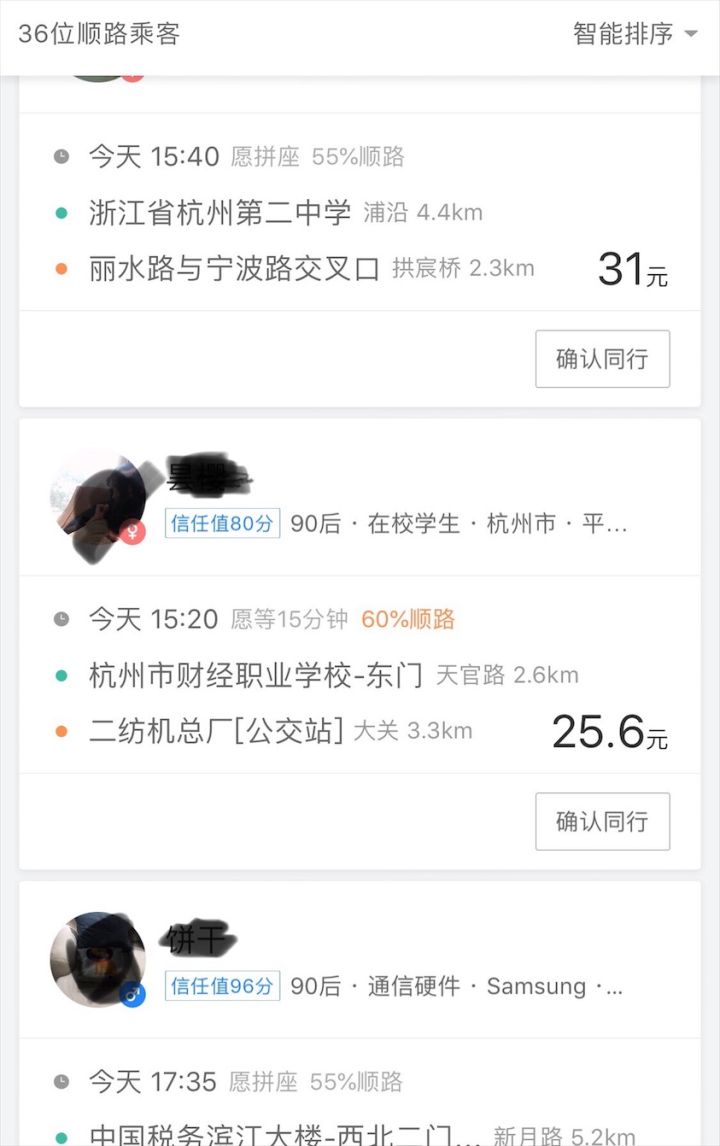 36位顺路乘客 智能排序
今天 15:40 愿拼座 55%顺路
浙江省杭州第二中学 浦沿 4.4km
丽水路与宁波路交叉口 拱宸桥 2.3km 31元
确认同行
信任值80分 90后 · 在校学生 · 杭州市 · 平...
今天 15:20 愿等15分钟 60%顺路
杭州市财经职业学校-东门 天官路 2.6km
二纺机总厂[公交站] 大关 3.3km 25.6元
确认同行
信任值96分 90后 · 通信硬件 · Samsung ·...
今天 17:35 愿拼座 55%顺路
中国税务滨江大楼-西北二门... 新月路 5.2km